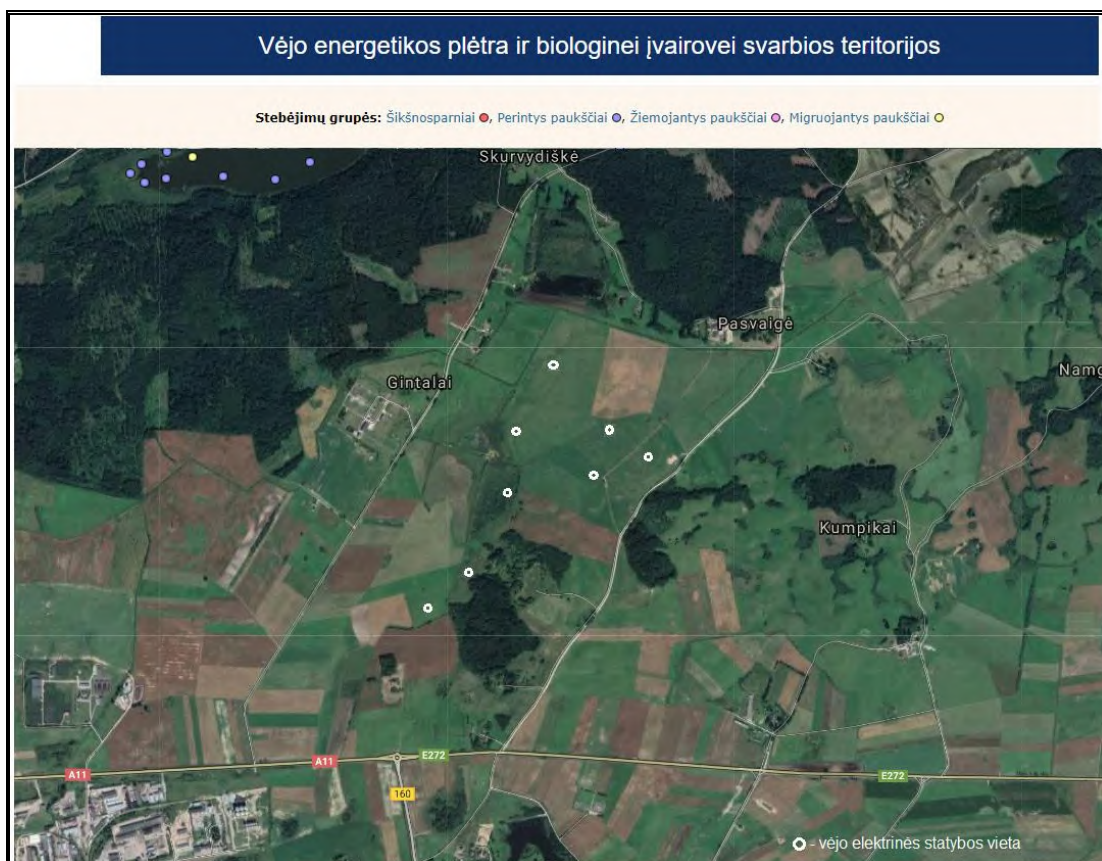 Vėjo energetikos plėtra ir biologinei įvairovei svarbios teritorijos
Stebėjimų grupės: Šikšnosparniai, Perintys paukščiai, Žiemojantys paukščiai, Migruojantys paukščiai
Skurvydiškė
Pasvaigė
Namg
Gintalai
Kumpikai
E272
A11
A11
E272
160
- vėjo elektrinės statybos vieta